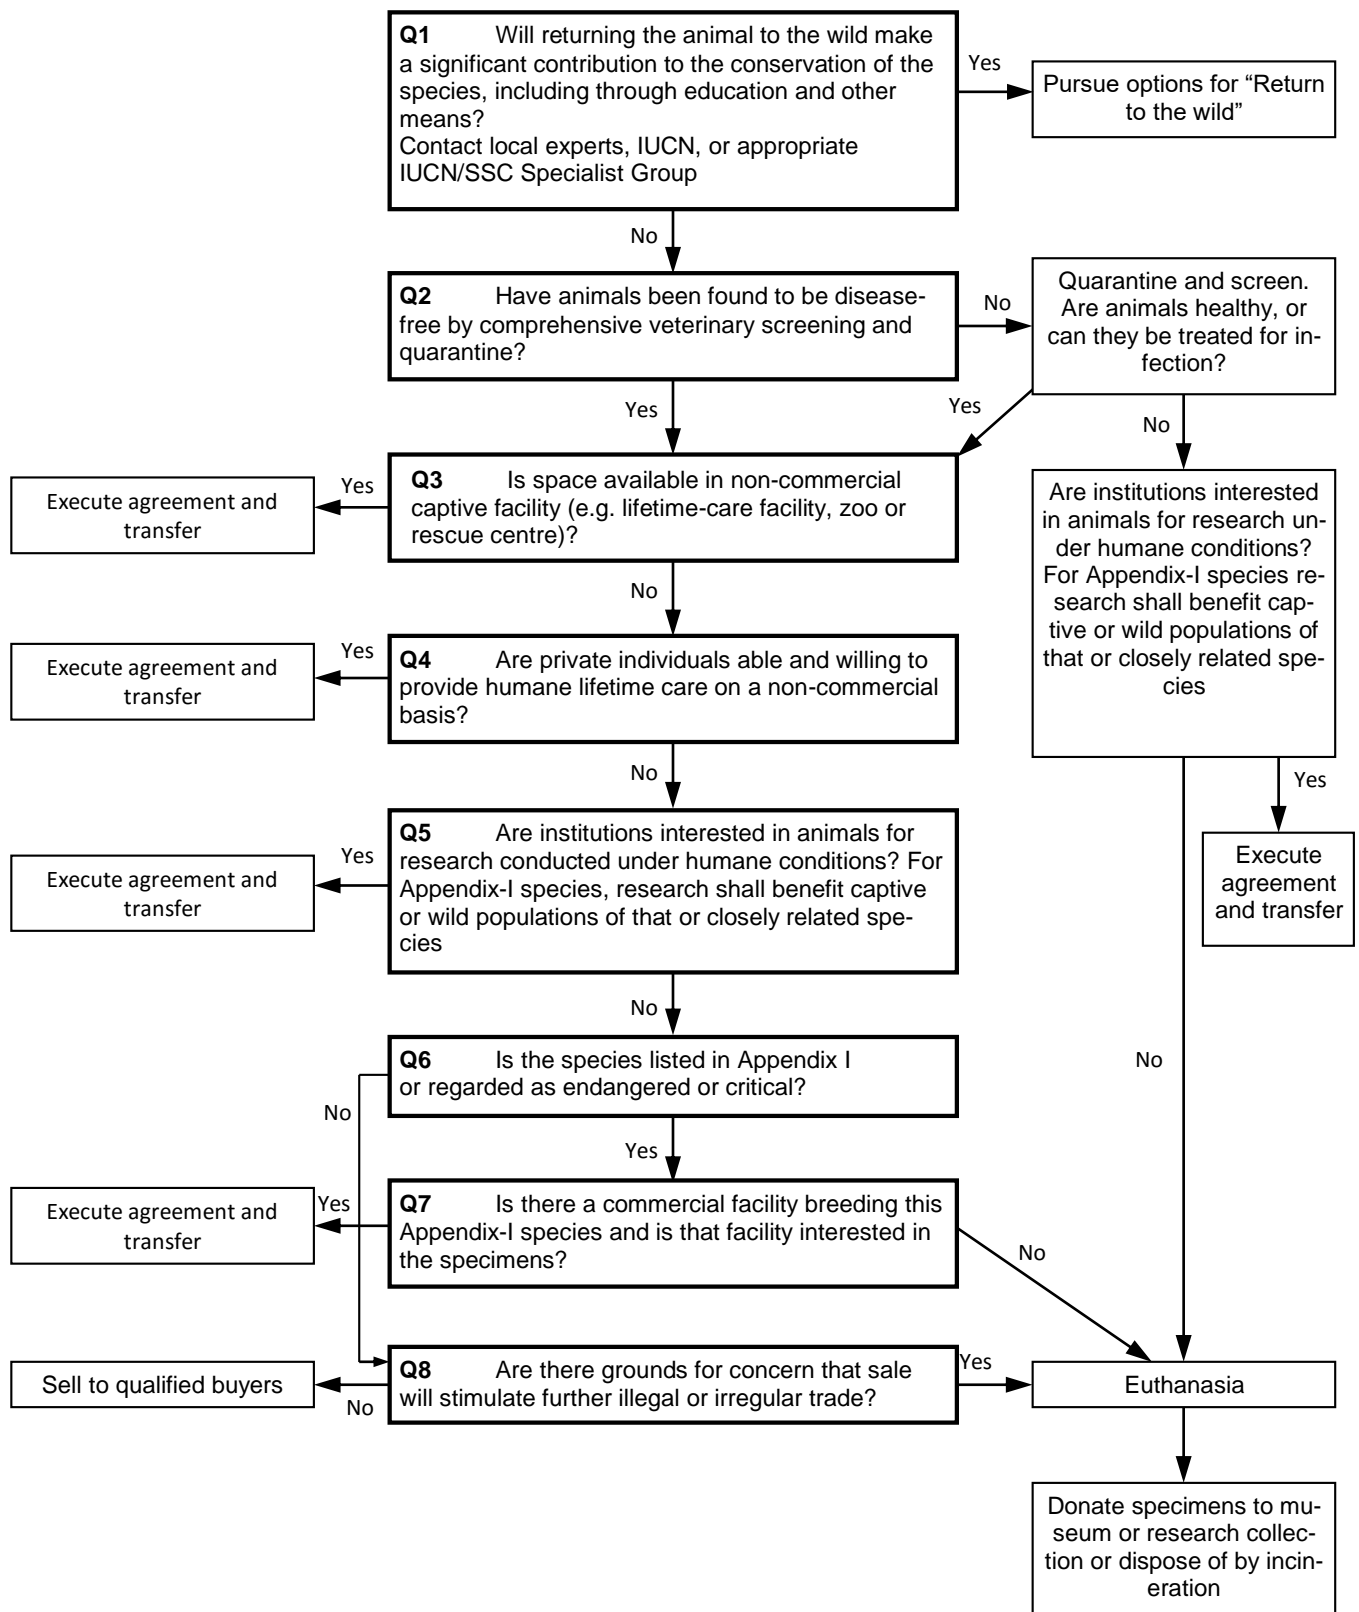 Q1 Will returning the animal to the wild make
a significant contribution to the conservation of the
species, including through education and other
means?
Contact local experts, IUCN, or appropriate
IUCN/SSC Specialist Group
Yes
Pursue options for “Return
to the wild”
No
Q2 Have animals been found to be disease-
free by comprehensive veterinary screening and
quarantine?
No
Quarantine and screen.
Are animals healthy, or
can they be treated for in-
fection?
Yes
Yes
No
Q3 Is space available in non-commercial
captive facility (e.g. lifetime-care facility, zoo or
rescue centre)?
Yes
Execute agreement and
transfer
Are institutions interested
in animals for research un-
der humane conditions?
For Appendix-I species re-
search shall benefit cap-
tive or wild populations of
that or closely related spe-
cies
No
Q4 Are private individuals able and willing to
provide humane lifetime care on a non-commercial
basis?
Yes
Execute agreement and
transfer
No
Yes
Execute
agreement
and transfer
Q5 Are institutions interested in animals for
research conducted under humane conditions? For
Appendix-I species, research shall benefit captive
or wild populations of that or closely related spe-
cies
Yes
Execute agreement and
transfer
No
No
Q6 Is the species listed in Appendix I
or regarded as endangered or critical?
No
Yes
Q7 Is there a commercial facility breeding this
Appendix-I species and is that facility interested in
the specimens?
Yes
Execute agreement and
transfer
No
Q8 Are there grounds for concern that sale
will stimulate further illegal or irregular trade?
No
Sell to qualified buyers
Yes
Euthanasia
Donate specimens to mu-
seum or research collec-
tion or dispose of by incin-
eration